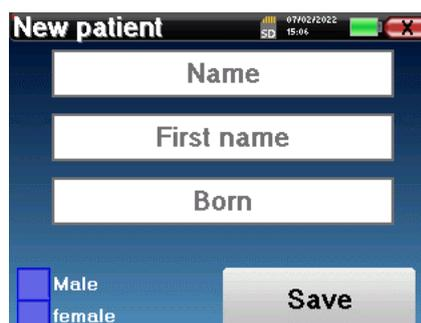 New patient
SD
07/02/2022
15:06
X
Name
First name
Born
Male
female
Save